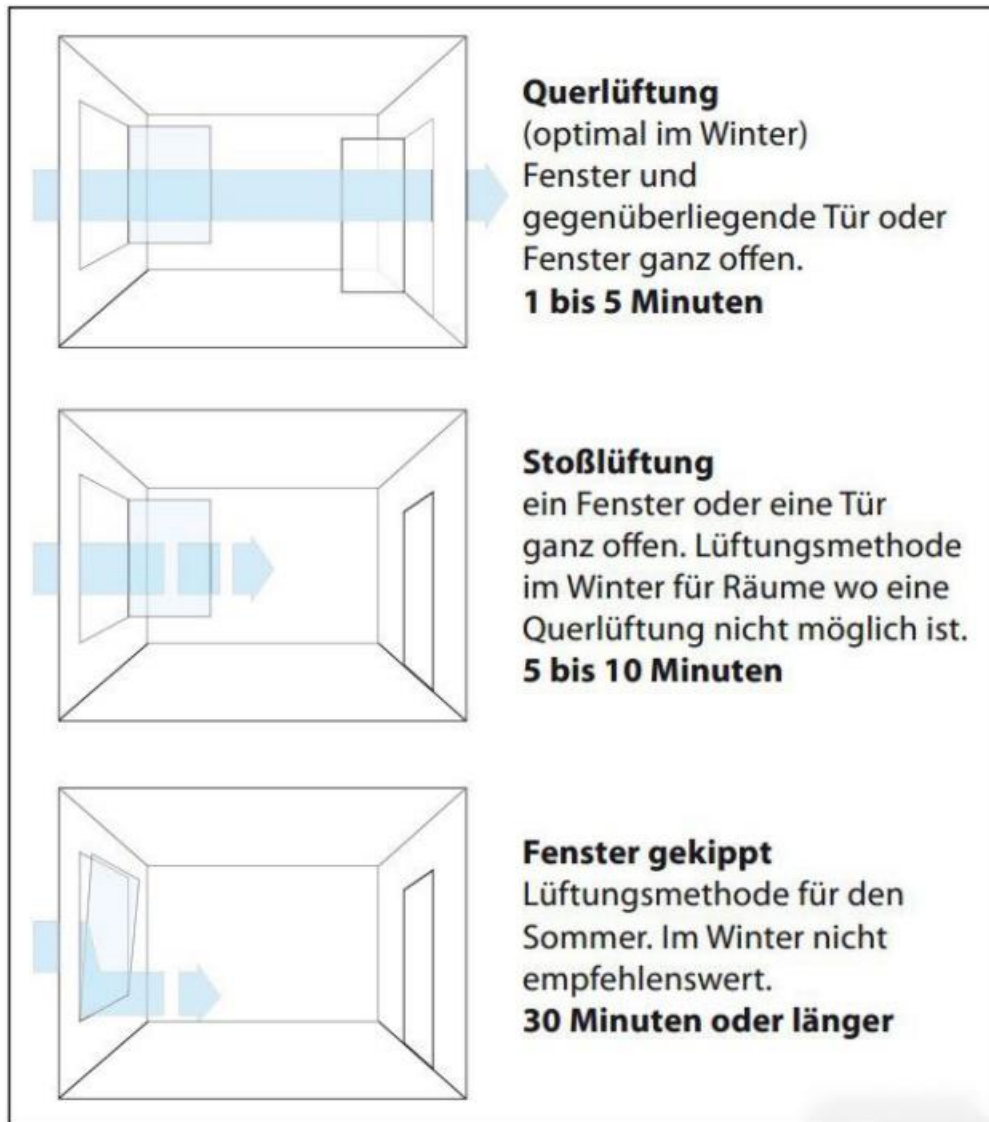 Querlüftung
(optimal im Winter)
Fenster und
gegenüberliegende Tür oder
Fenster ganz offen.
1 bis 5 Minuten
Stoßlüftung
ein Fenster oder eine Tür
ganz offen. Lüftungsmethode
im Winter für Räume wo eine
Querlüftung nicht möglich ist.
5 bis 10 Minuten
Fenster gekippt
Lüftungsmethode für den
Sommer. Im Winter nicht
empfehlenswert.
30 Minuten oder länger